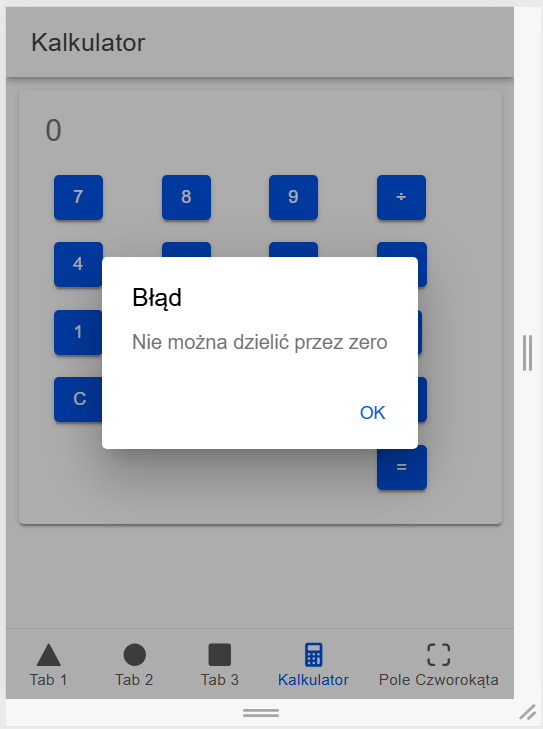 Kalkulator
0
7 8 9 ÷
4
Błąd
Nie można dzielić przez zero
1
C
OK
=
Tab 1 Tab 2 Tab 3 Kalkulator Pole Czworokąta